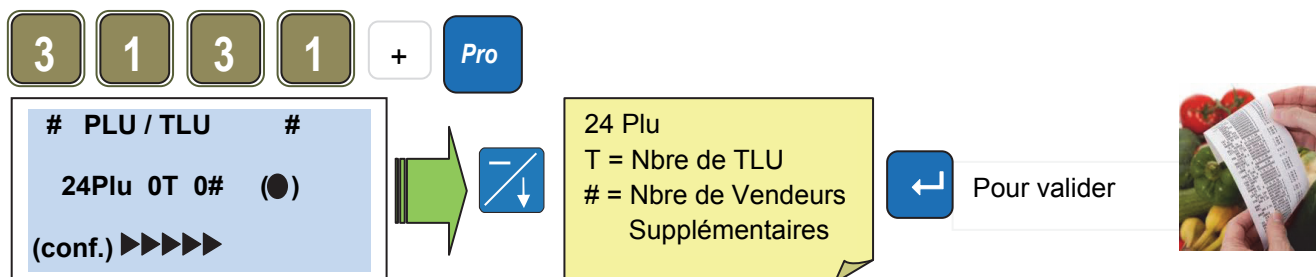 3 1 3 1 + Pro
# PLU / TLU #
24Plu 0T 0# (●)
(conf.) ▶▶▶▶▶
24 Plu
T = Nbre de TLU
# = Nbre de Vendeurs
Supplémentaires
Pour valider